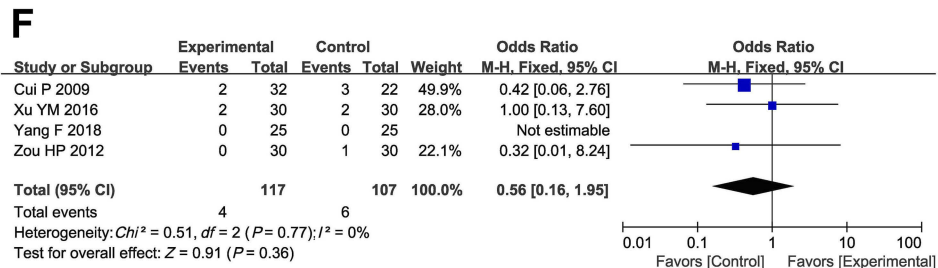 F
Experimental Control Odds Ratio Odds Ratio
Study or Subgroup Events Total Events Total Weight M-H, Fixed, 95% CI M-H, Fixed, 95% CI
Cui P 2009 2 32 3 22 49.9% 0.42 [0.06, 2.76]
Xu YM 2016 2 30 2 30 28.0% 1.00 [0.13, 7.60]
Yang F 2018 0 25 0 25 Not estimable
Zou HP 2012 0 30 1 30 22.1% 0.32 [0.01, 8.24]
Total (95% CI) 117 107 100.0% 0.56 [0.16, 1.95]
Total events 4 6
Heterogeneity: Chi² = 0.51, df = 2 (P = 0.77); I² = 0%
Test for overall effect: Z = 0.91 (P = 0.36)
0.01 0.1 1 10 100
Favors [Control] Favors [Experimental]